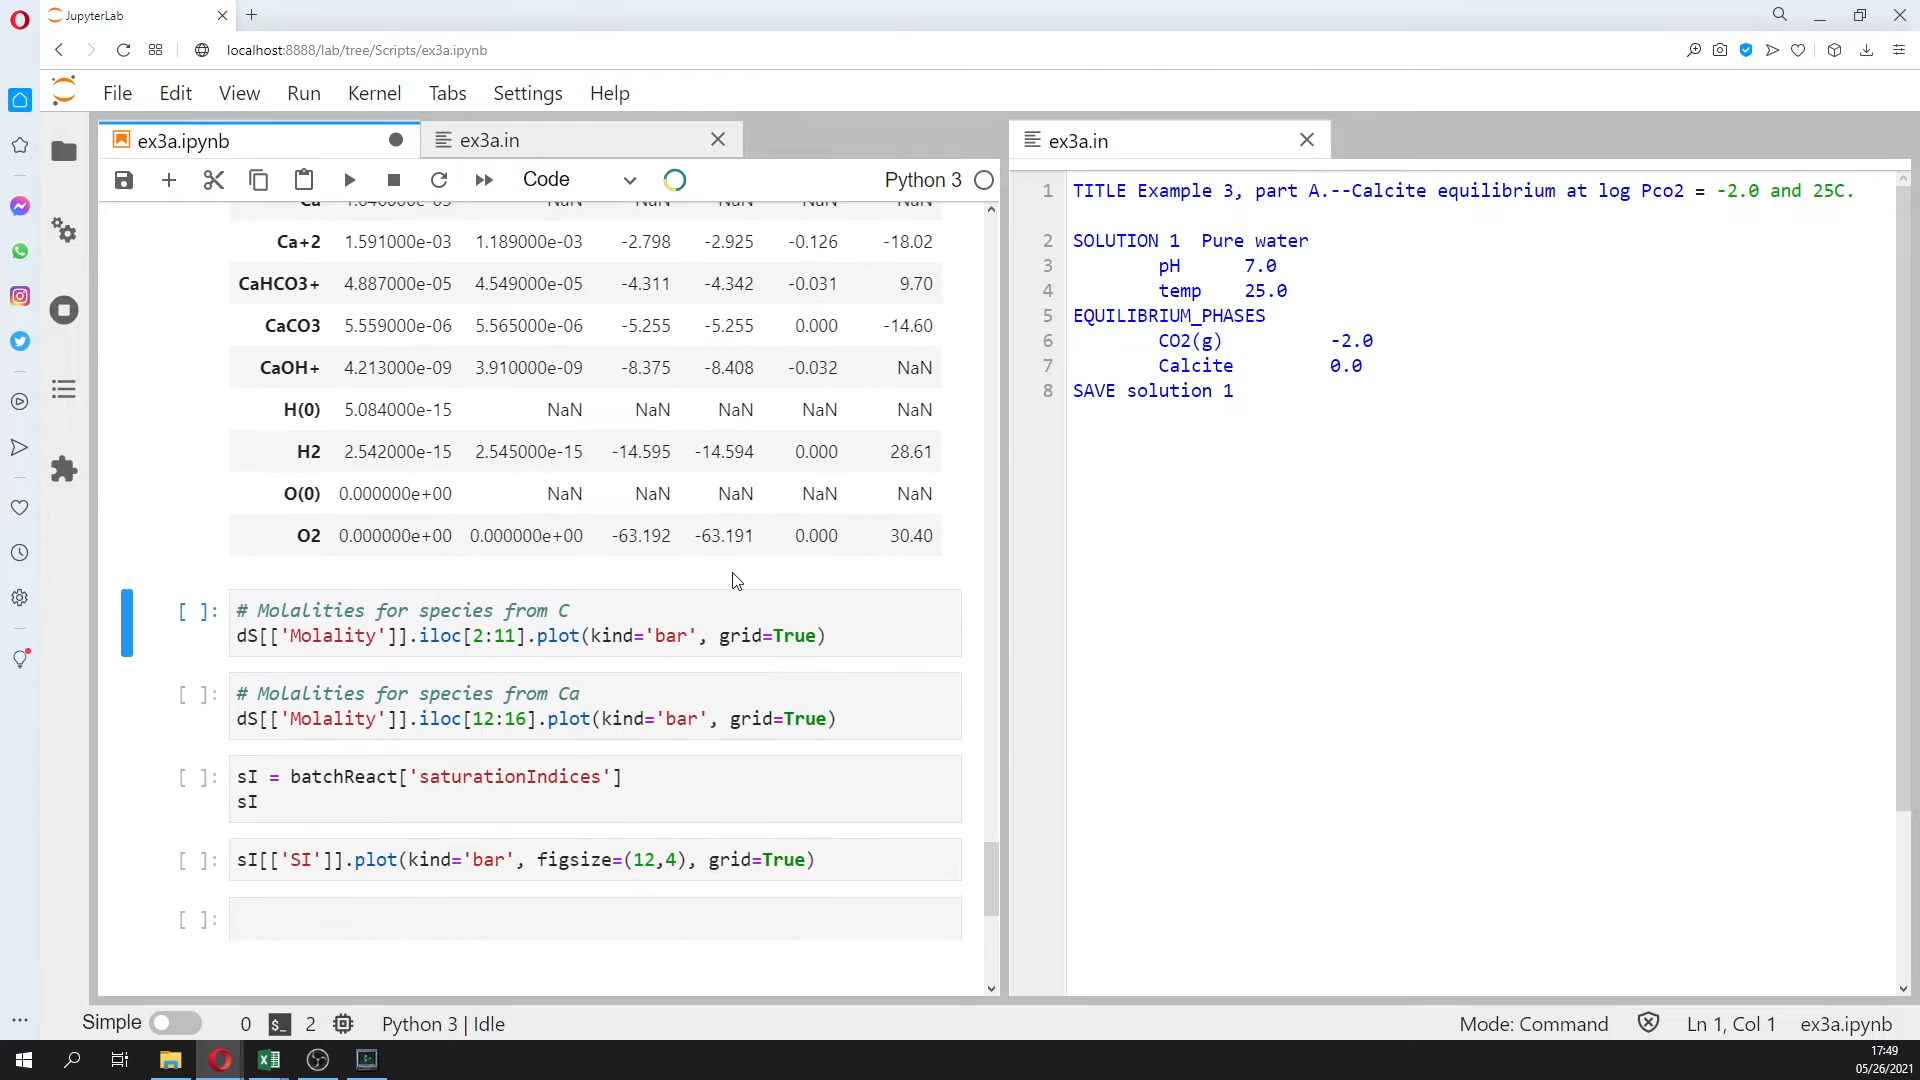 JupyterLab
localhost:8888/lab/tree/Scripts/ex3a.ipynb
File Edit View Run Kernel Tabs Settings Help
ex3a.ipynb
ex3a.in
ex3a.in
Code
Python 3
Ca NaN NaN NaN NaN NaN
Ca+2 1.591000e-03 1.189000e-03 -2.798 -2.925 -0.126 -18.02
CaHCO3+ 4.887000e-05 4.549000e-05 -4.311 -4.342 -0.031 9.70
CaCO3 5.559000e-06 5.565000e-06 -5.255 -5.255 0.000 -14.60
CaOH+ 4.213000e-09 3.910000e-09 -8.375 -8.408 -0.032 NaN
H(0) 5.084000e-15 NaN NaN NaN NaN NaN
H2 2.542000e-15 2.545000e-15 -14.595 -14.594 0.000 28.61
O(0) 0.000000e+00 NaN NaN NaN NaN NaN
O2 0.000000e+00 0.000000e+00 -63.192 -63.191 0.000 30.40
[ ]: # Molalities for species from C
dS[['Molality']].iloc[2:11].plot(kind='bar', grid=True)
[ ]: # Molalities for species from Ca
dS[['Molality']].iloc[12:16].plot(kind='bar', grid=True)
[ ]: sI = batchReact['saturationIndices']
sI
[ ]: sI[['SI']].plot(kind='bar', figsize=(12,4), grid=True)
[ ]:
1 TITLE Example 3, part A.--Calcite equilibrium at log Pco2 = -2.0 and 25C.
2 SOLUTION 1 Pure water
3 pH 7.0
4 temp 25.0
5 EQUILIBRIUM_PHASES
6 CO2(g) -2.0
7 Calcite 0.0
8 SAVE solution 1
Simple 0 $_ 2 Python 3 | Idle
Mode: Command Ln 1, Col 1 ex3a.ipynb
17:49
05/26/2021